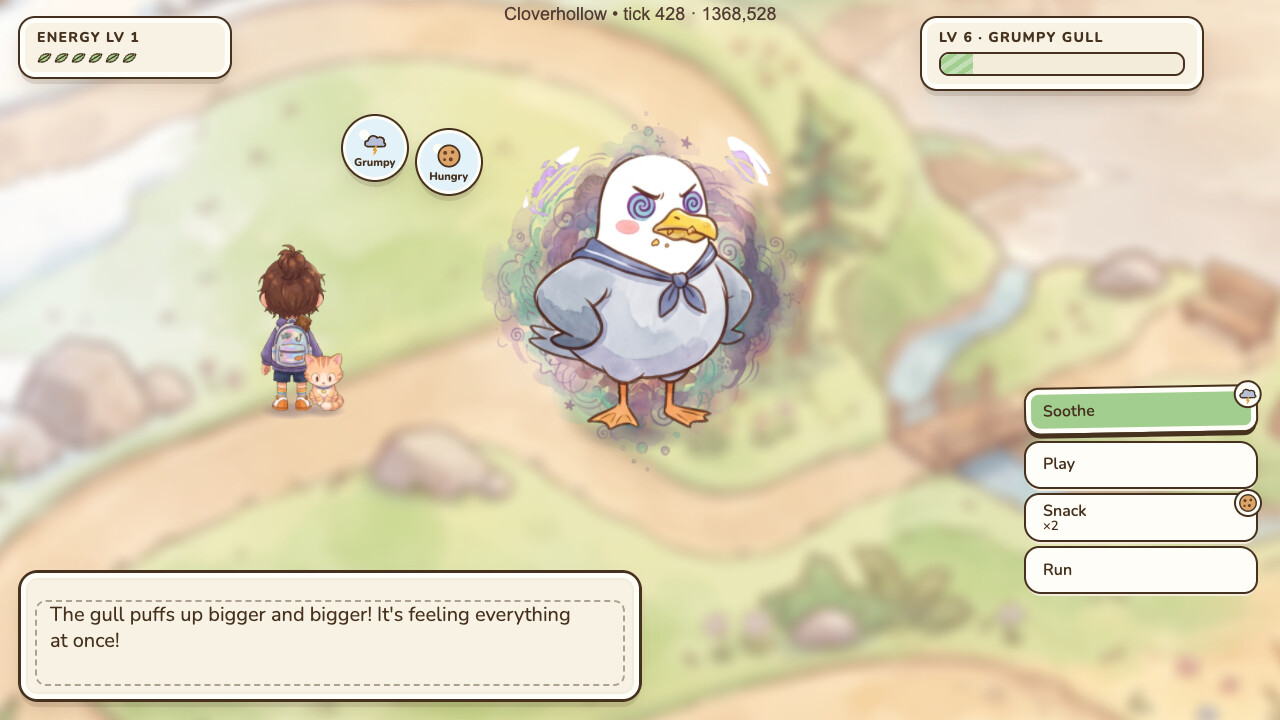 Cloverhollow • tick 428 · 1368,528
ENERGY LV 1
LV 6 · GRUMPY GULL
Grumpy
Hungry
Soothe
Play
Snack
×2
Run
The gull puffs up bigger and bigger! It's feeling everything
at once!